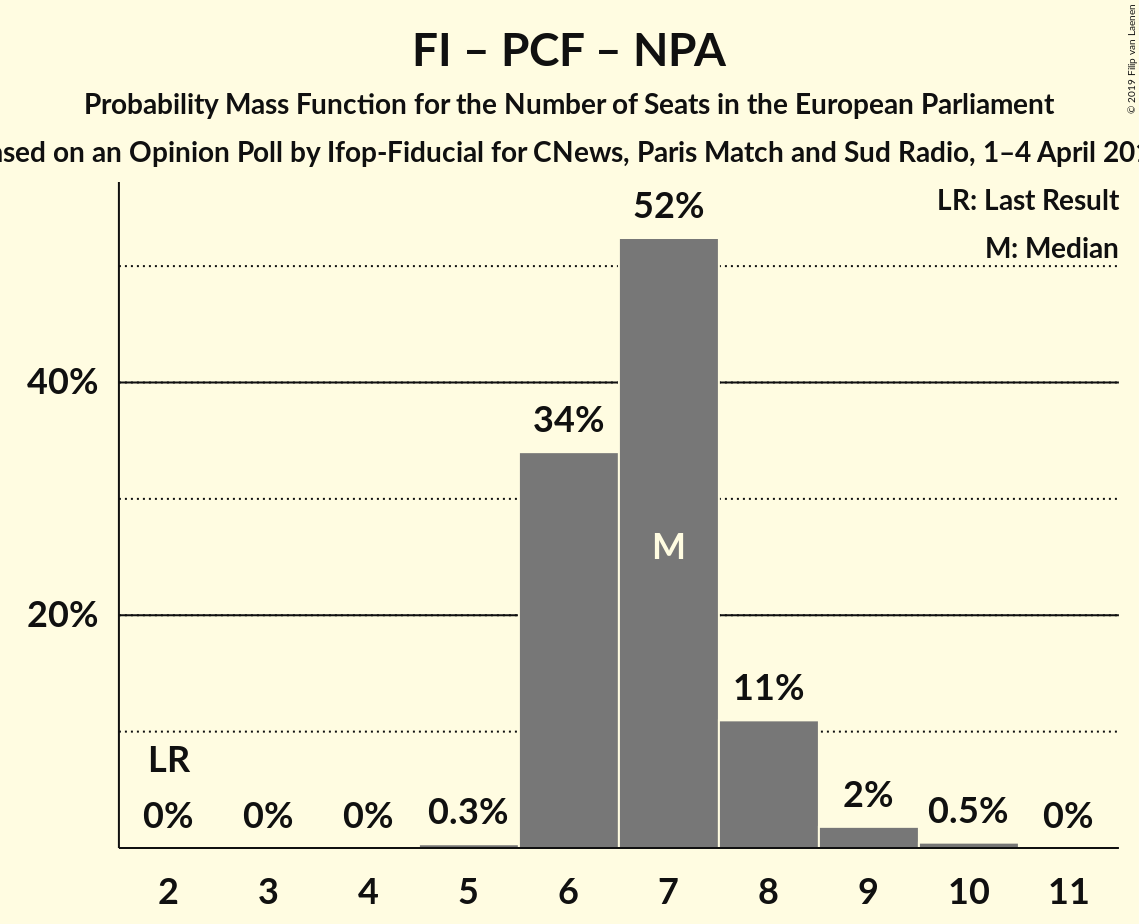 FI – PCF – NPA
Probability Mass Function for the Number of Seats in the European Parliament
on an Opinion Poll by Ifop-Fiducial for CNews, Paris Match and Sud Radio, 1–4 April
© 2019 Filip van Laenen
LR: Last Result
M: Median
52%
40%
34%
M
20%
11%
LR
0%
0%
0%
0.3%
2%
0.5%
0%
2
3
4
5
6
7
8
9
10
11